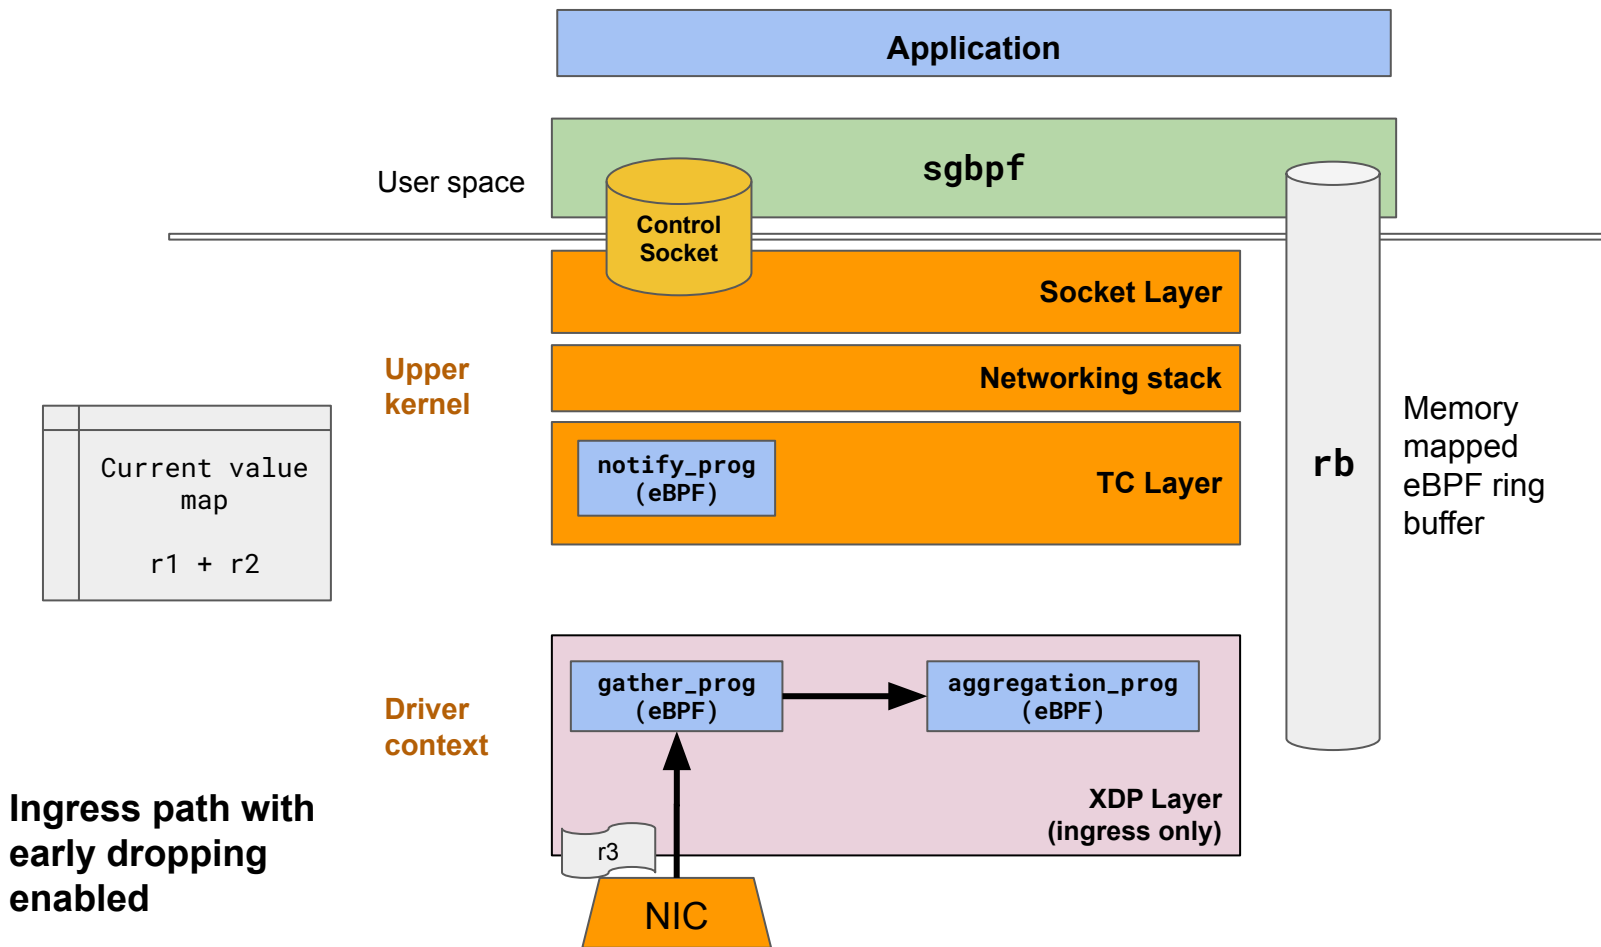 Application
sgbpf
User space
Control
Socket
Socket Layer
Upper
kernel
Networking stack
Current value
map
r1 + r2
notify_prog
(eBPF)
TC Layer
rb
Memory
mapped
eBPF ring
buffer
Driver
context
gather_prog
(eBPF)
aggregation_prog
(eBPF)
XDP Layer
(ingress only)
Ingress path with
early dropping
enabled
r3
NIC